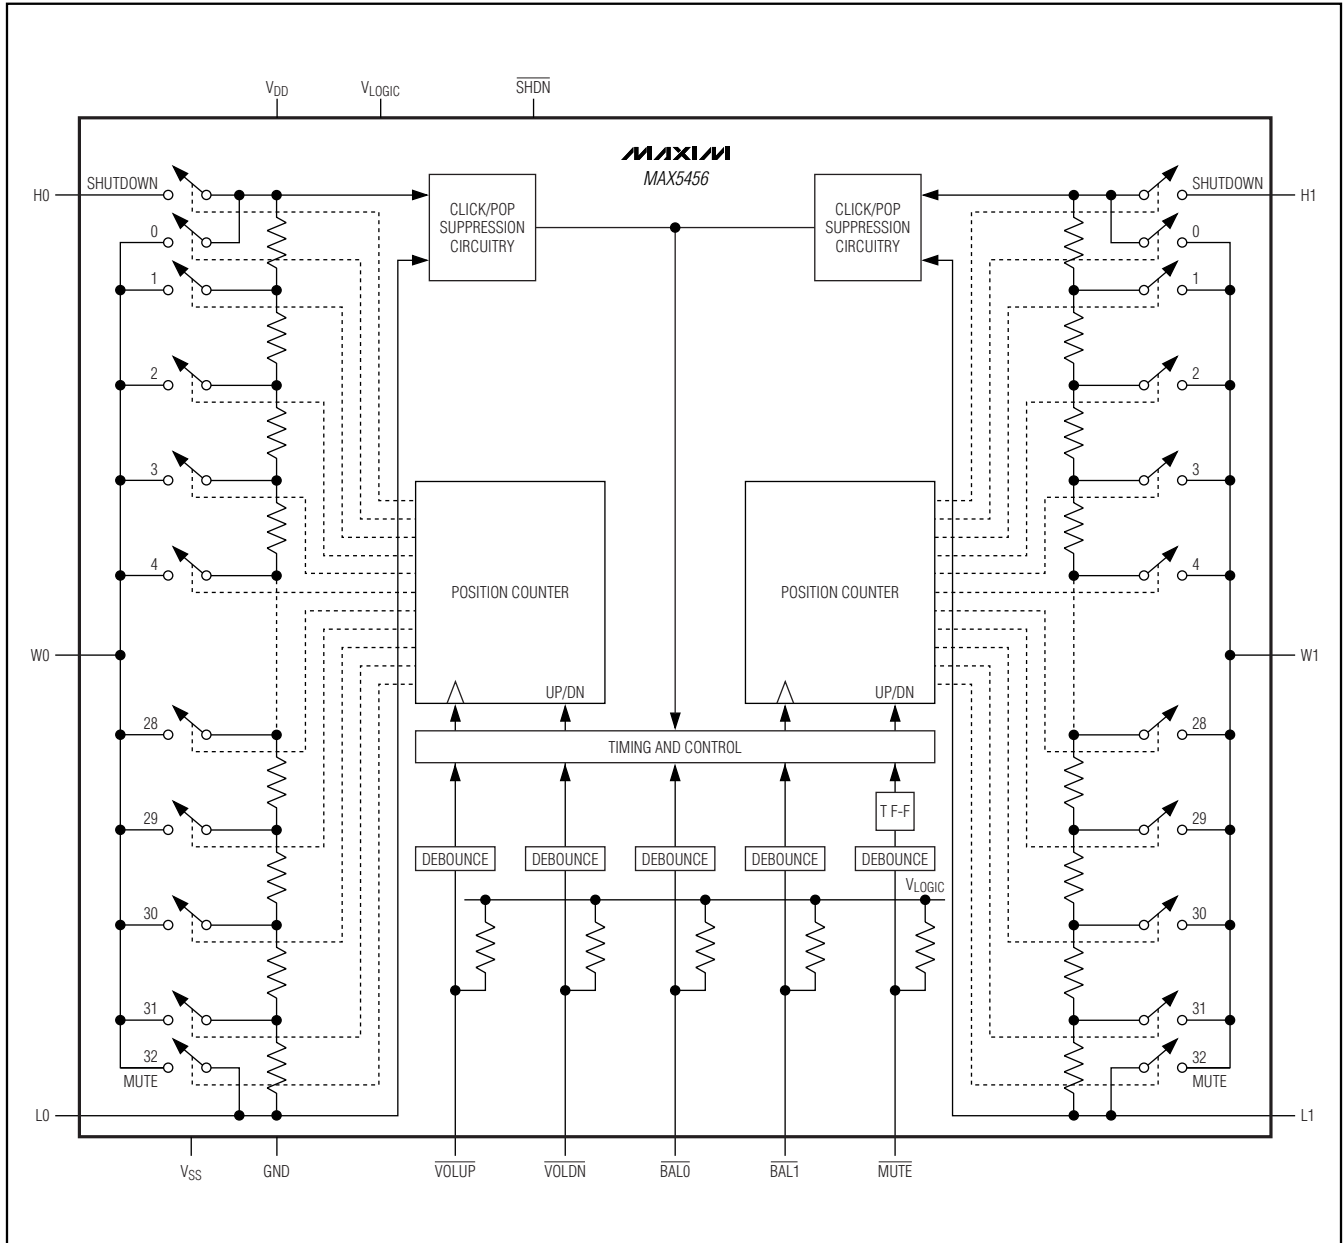 VDD VLOGIC SHDN
MAXIM
MAX5456
H0 SHUTDOWN
SHUTDOWN H1
CLICK/POP
SUPPRESSION
CIRCUITRY
CLICK/POP
SUPPRESSION
CIRCUITRY
0
0
1
1
2
2
3
3
4
4
POSITION COUNTER
POSITION COUNTER
W0
W1
UP/DN
UP/DN
28
28
TIMING AND CONTROL
T F-F
29
29
DEBOUNCE DEBOUNCE DEBOUNCE DEBOUNCE DEBOUNCE
VLOGIC
30
30
31
31
32
MUTE
32
MUTE
L0
L1
VSS GND VOLUP VOLDN BAL0 BAL1 MUTE